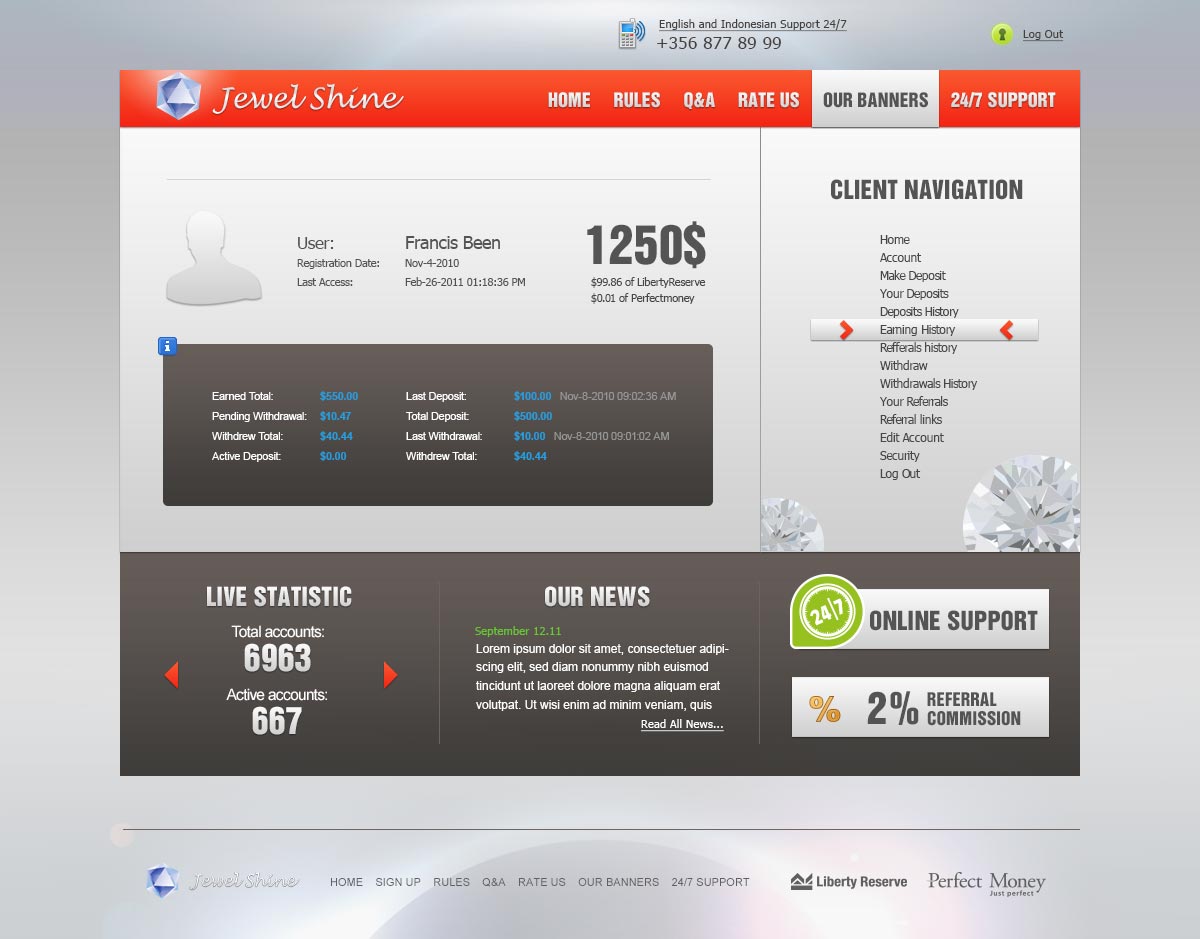 English and Indonesian Support 24/7
+356 877 89 99
Log Out
Jewel Shine
HOME RULES Q&A RATE US OUR BANNERS 24/7 SUPPORT
User: Francis Been
Registration Date: Nov-4-2010
Last Access: Feb-26-2011 01:18:36 PM
1250$
$99.86 of LibertyReserve
$0.01 of Perfectmoney
i
Earned Total: $550.00 Last Deposit: $100.00 Nov-8-2010 09:02:36 AM
Pending Withdrawal: $10.47 Total Deposit: $500.00
Withdrew Total: $40.44 Last Withdrawal: $10.00 Nov-8-2010 09:01:02 AM
Active Deposit: $0.00 Withdrew Total: $40.44
CLIENT NAVIGATION
Home
Account
Make Deposit
Your Deposits
Deposits History
Earning History
Refferals history
Withdraw
Withdrawals History
Your Referrals
Referral links
Edit Account
Security
Log Out
LIVE STATISTIC
Total accounts:
6963
Active accounts:
667
OUR NEWS
September 12.11
Lorem ipsum dolor sit amet, consectetuer adipi-
scing elit, sed diam nonummy nibh euismod
tincidunt ut laoreet dolore magna aliquam erat
volutpat. Ut wisi enim ad minim veniam, quis
Read All News...
24/7 ONLINE SUPPORT
% 2% REFERRAL
COMMISSION
Jewel Shine
HOME SIGN UP RULES Q&A RATE US OUR BANNERS 24/7 SUPPORT
Liberty Reserve
Perfect Money
Just perfect